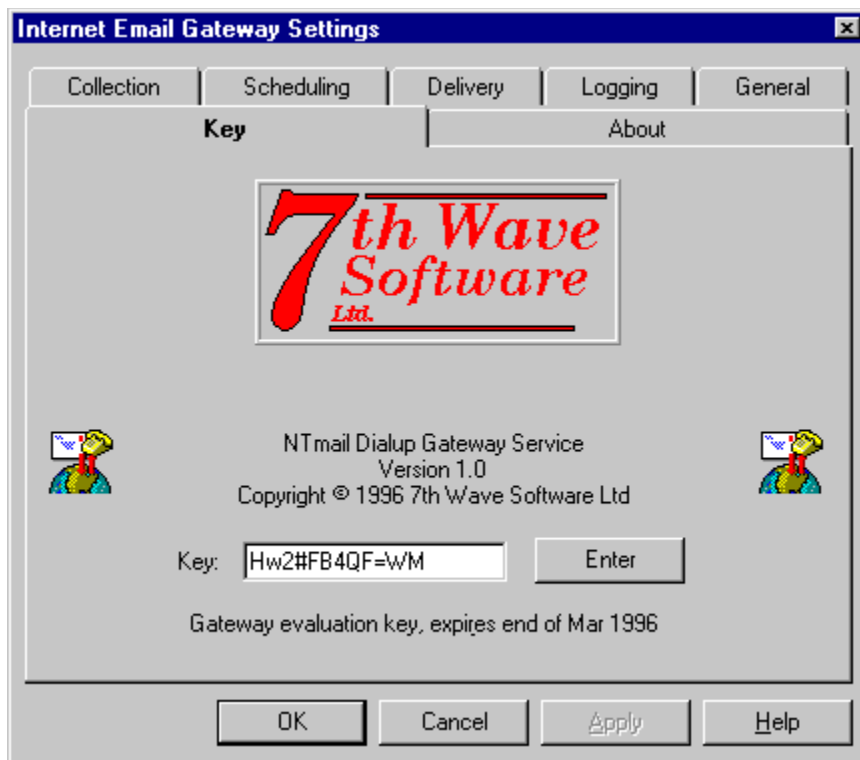 Internet Email Gateway Settings
Collection Scheduling Delivery Logging General
Key About
7th Wave
Software
Ltd.
NTmail Dialup Gateway Service
Version 1.0
Copyright © 1996 7th Wave Software Ltd
Key: Hw2#FB4QF=WM Enter
Gateway evaluation key, expires end of Mar 1996
OK Cancel Apply Help